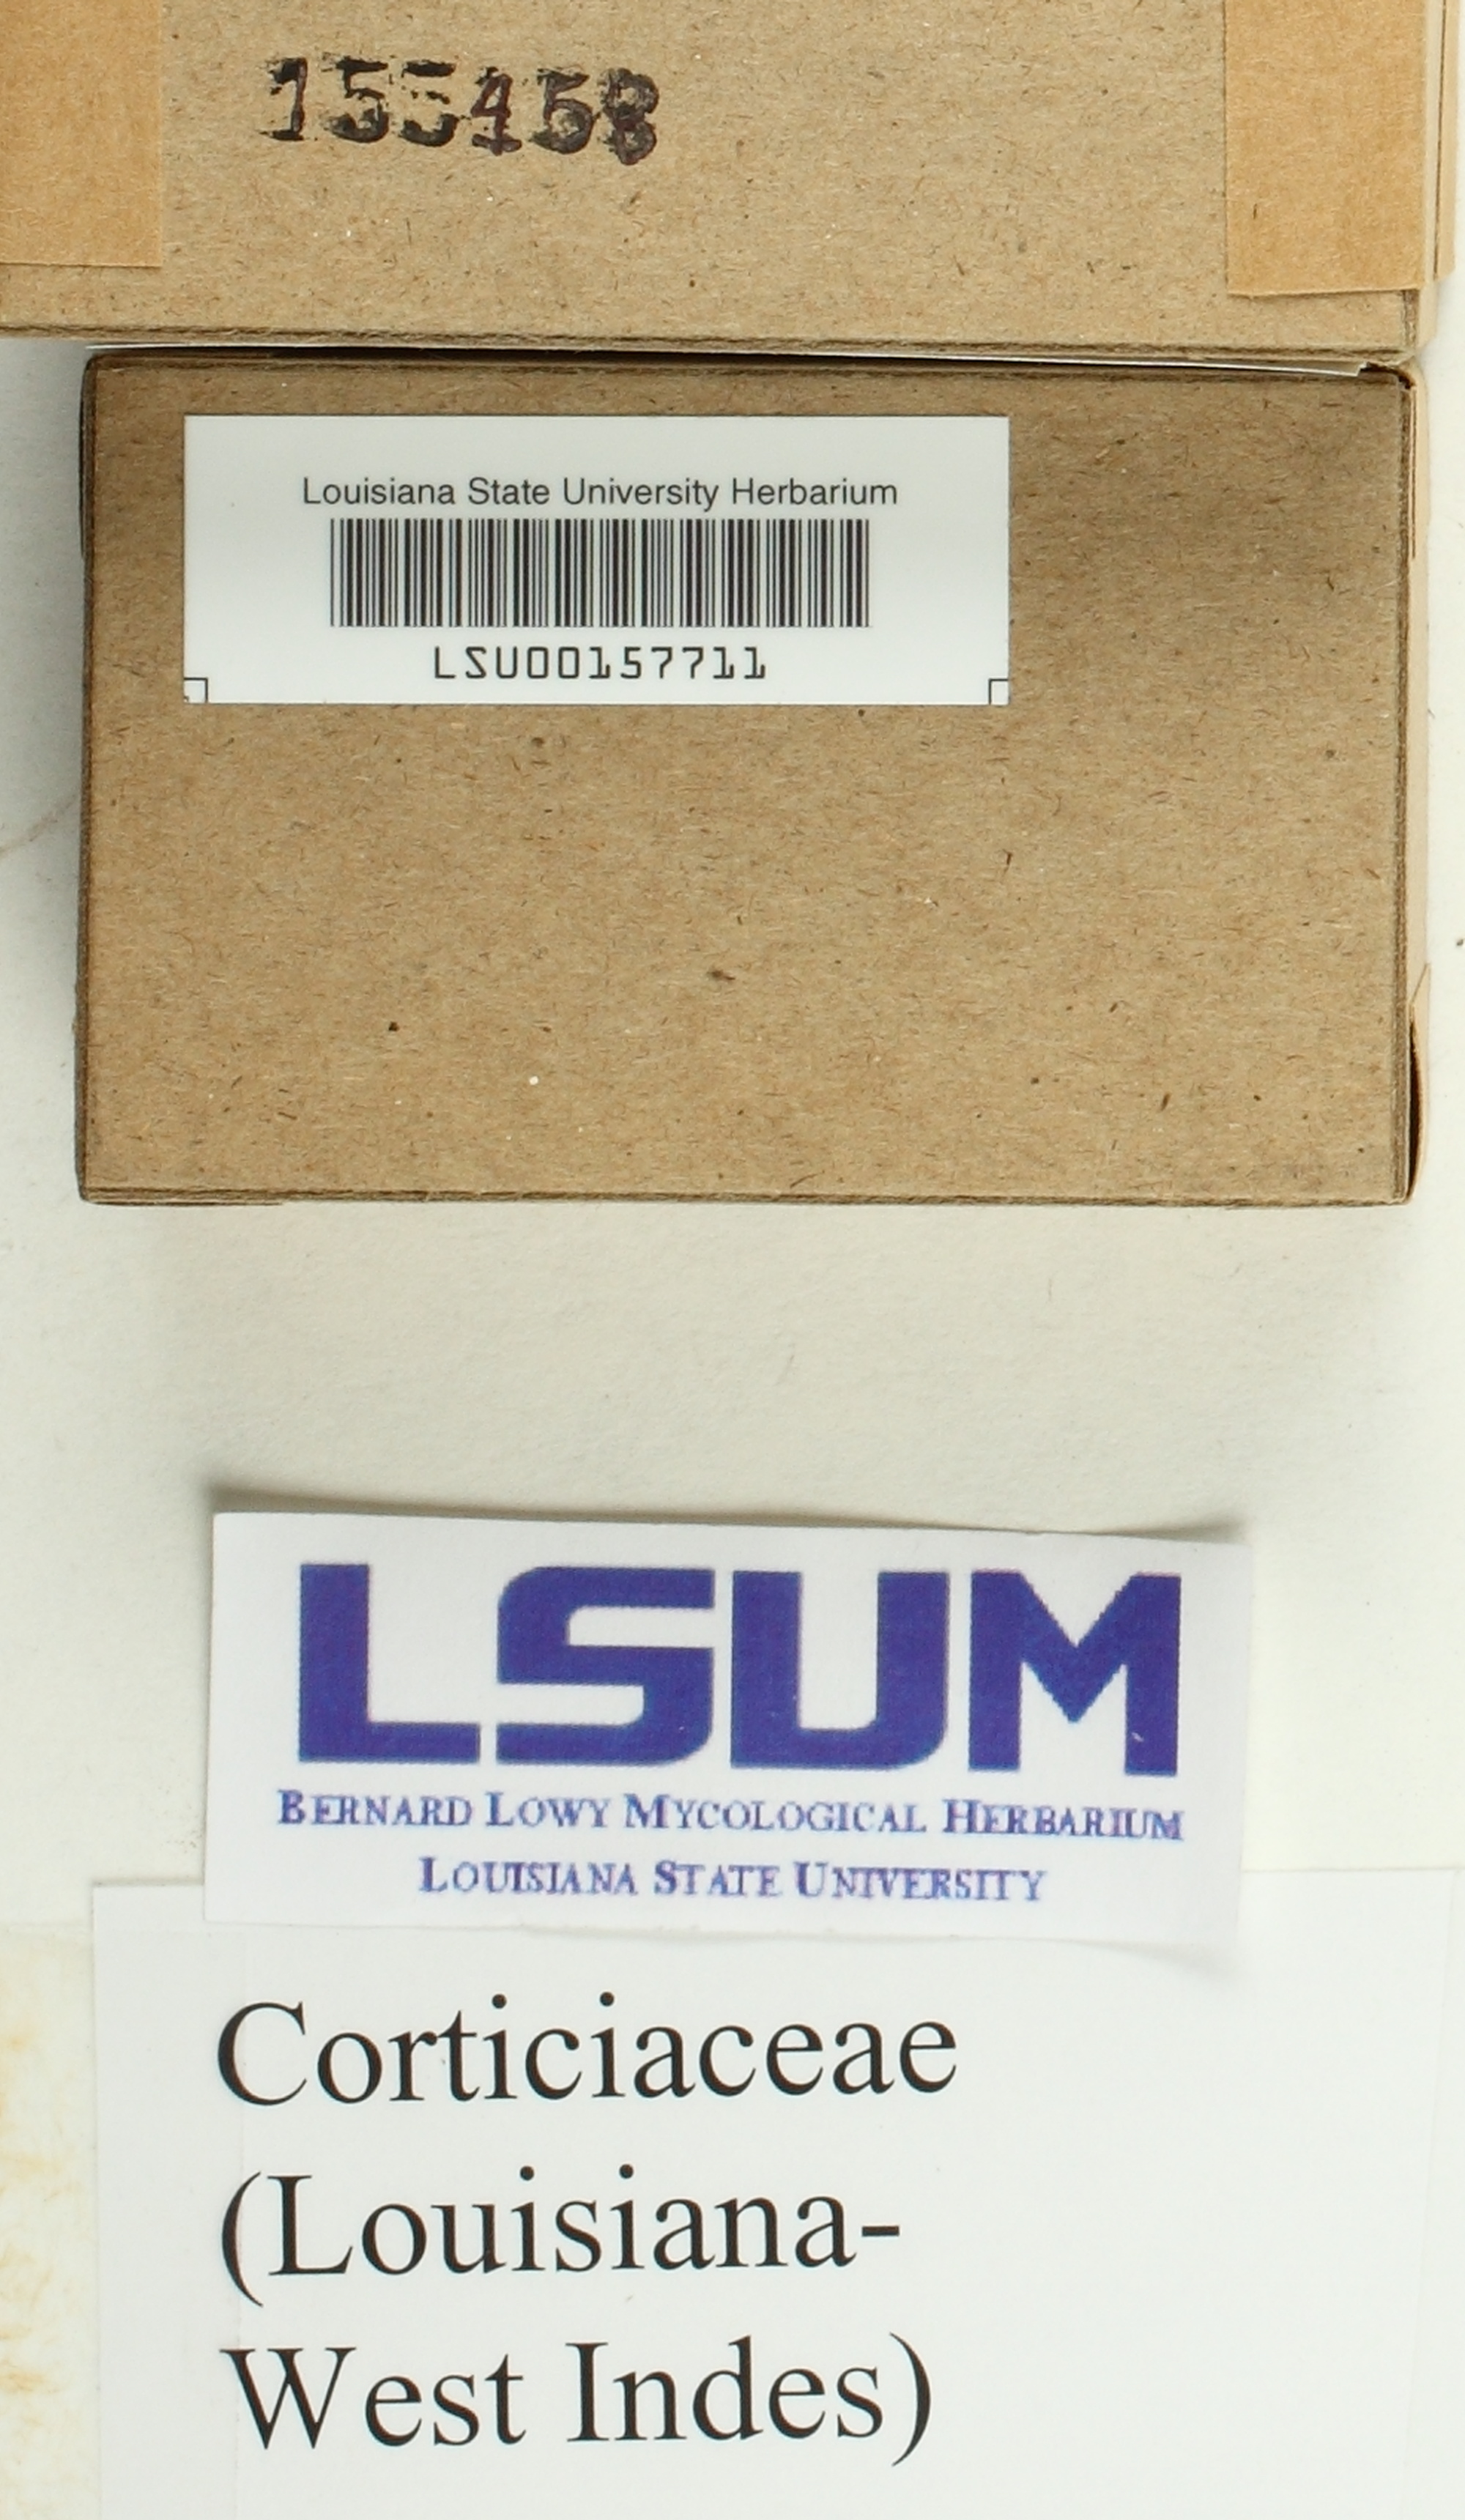 155458
Louisiana State University Herbarium
LSU00157711
LSUM
BERNARD LOWY MYCOLOGICAL HERBARIUM
LOUISIANA STATE UNIVERSITY
Corticiaceae
(Louisiana-
West Indes)